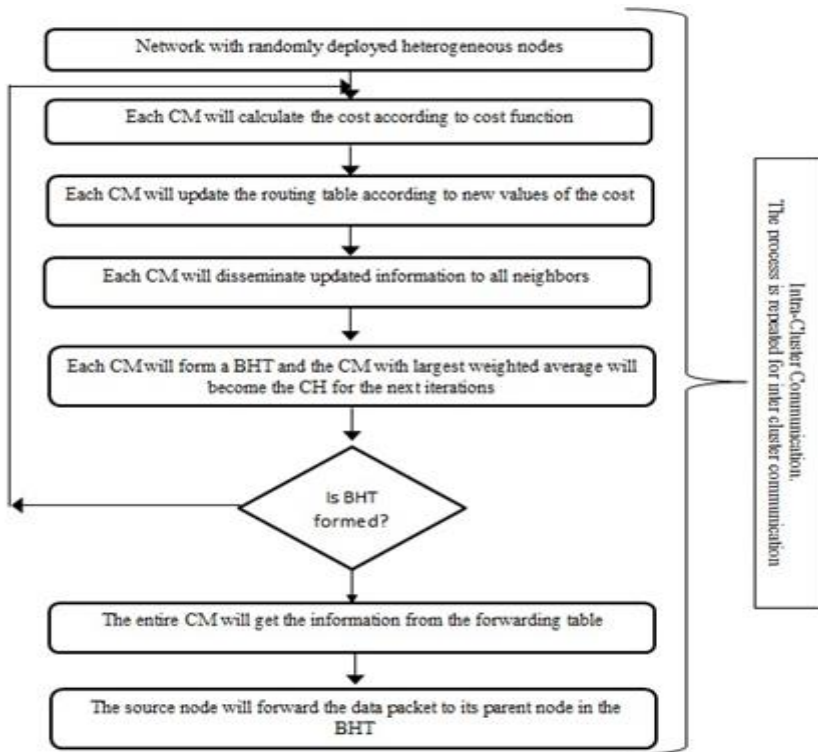 Network with randomly deployed heterogeneous nodes
Each CM will calculate the cost according to cost function
Each CM will update the routing table according to new values of the cost
Each CM will disseminate updated information to all neighbors
Each CM will form a BHT and the CM with largest weighted average will
become the CH for the next iterations
Is BHT
formed?
The entire CM will get the information from the forwarding table
The source node will forward the data packet to its parent node in the
BHT
Intra-Cluster Communication.
The process is repeated for inter cluster communication